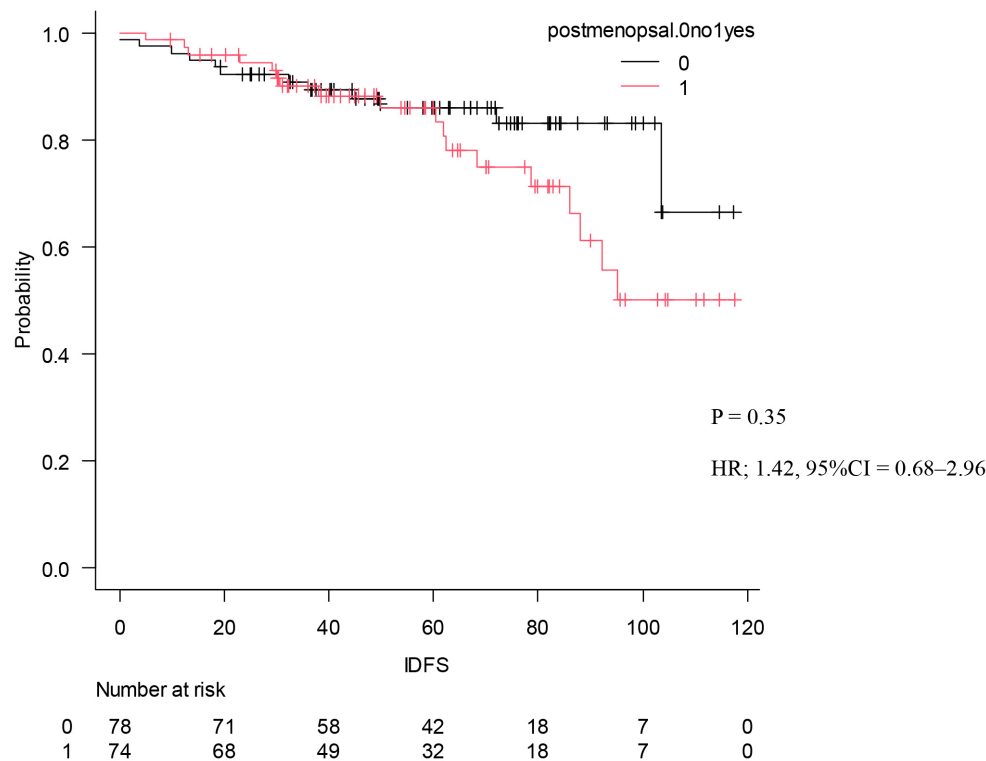 postmenopsal.0no1yes
0
1
1.0
0.8
0.6
0.4
0.2
0.0
Probability
P = 0.35
HR; 1.42, 95%CI = 0.68–2.96
0 20 40 60 80 100 120
IDFS
Number at risk
0 78 71 58 42 18 7 0
1 74 68 49 32 18 7 0